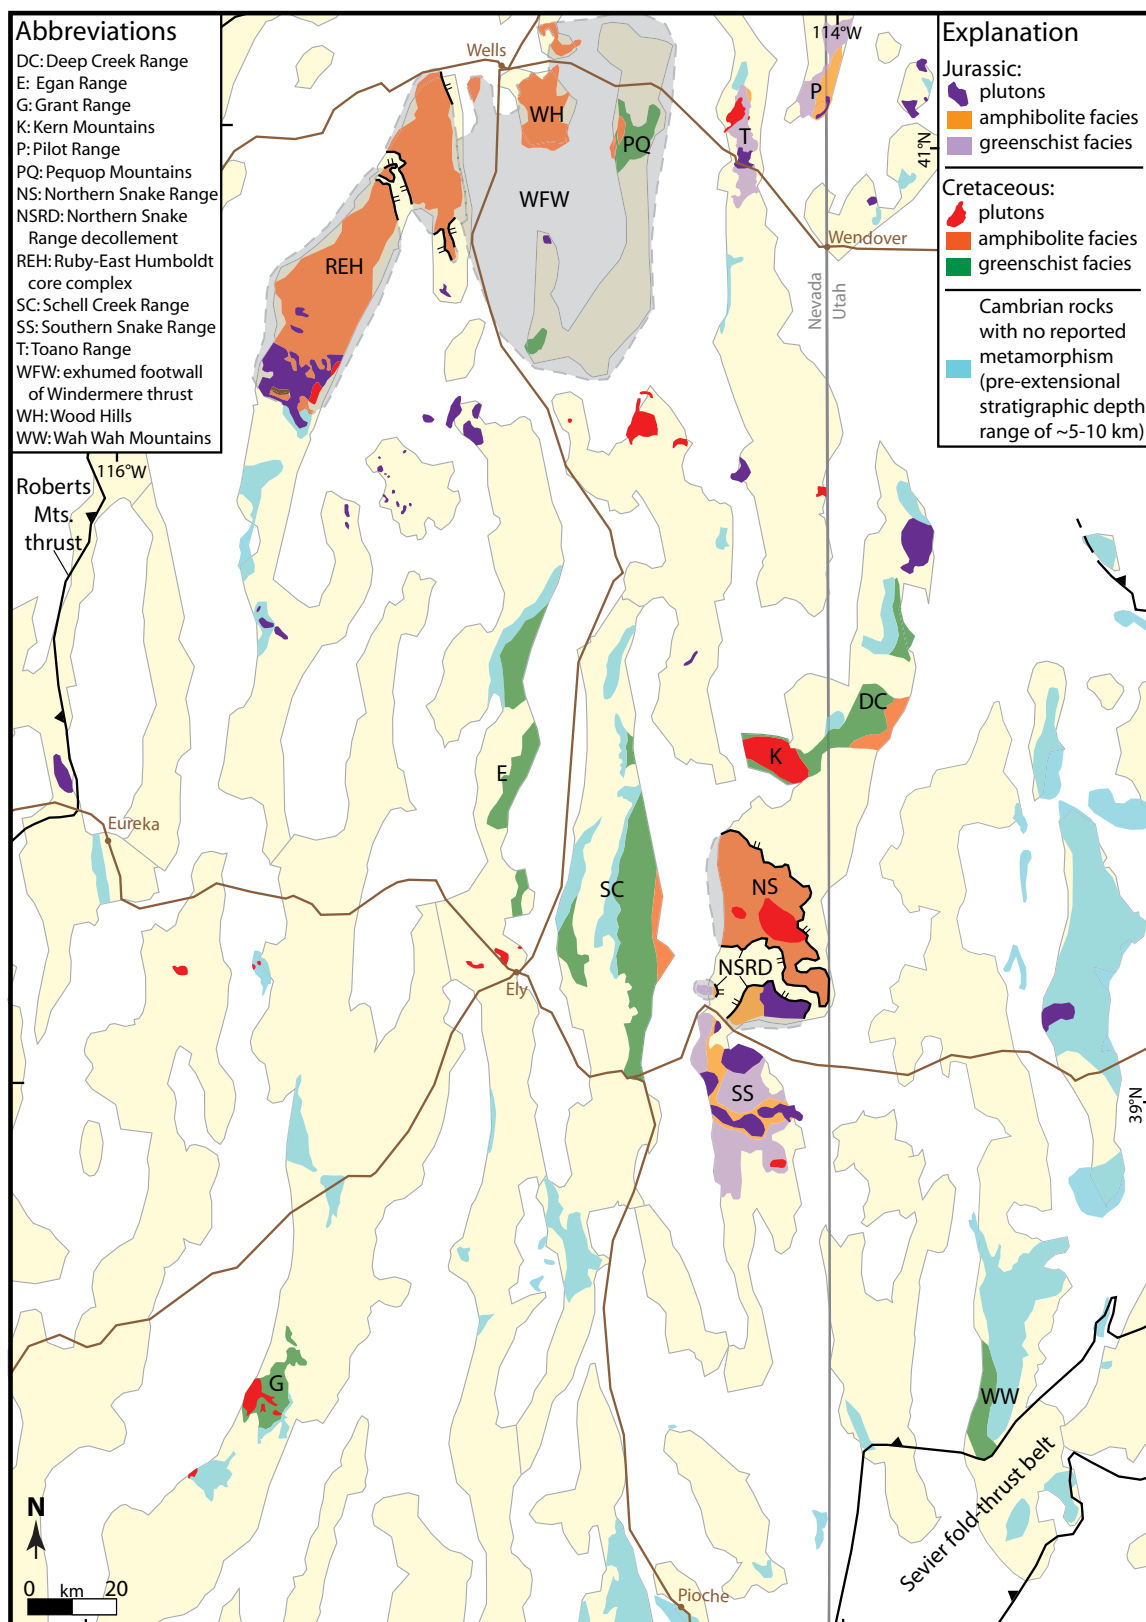 Abbreviations
DC: Deep Creek Range
E: Egan Range
G: Grant Range
K: Kern Mountains
P: Pilot Range
PQ: Pequop Mountains
NS: Northern Snake Range
NSRD: Northern Snake
Range decollement
REH: Ruby-East Humboldt
core complex
SC: Schell Creek Range
SS: Southern Snake Range
T: Toano Range
WFW: exhumed footwall
of Windermere thrust
WH: Wood Hills
WW: Wah Wah Mountains
Explanation
Jurassic:
plutons
amphibolite facies
greenschist facies
Cretaceous:
plutons
amphibolite facies
greenschist facies
Cambrian rocks
with no reported
metamorphism
(pre-extensional
stratigraphic depth
range of ~5-10 km)
114°W
Wells
P
WH
T
PQ
41°N
WFW
Wendover
REH
Nevada
Utah
116°W
Roberts
Mts.
thrust
DC
K
E
Eureka
SC
NS
NSRD
Ely
SS
39°N
G
WW
Sevier fold-thrust belt
N
0 km 20
Pioche